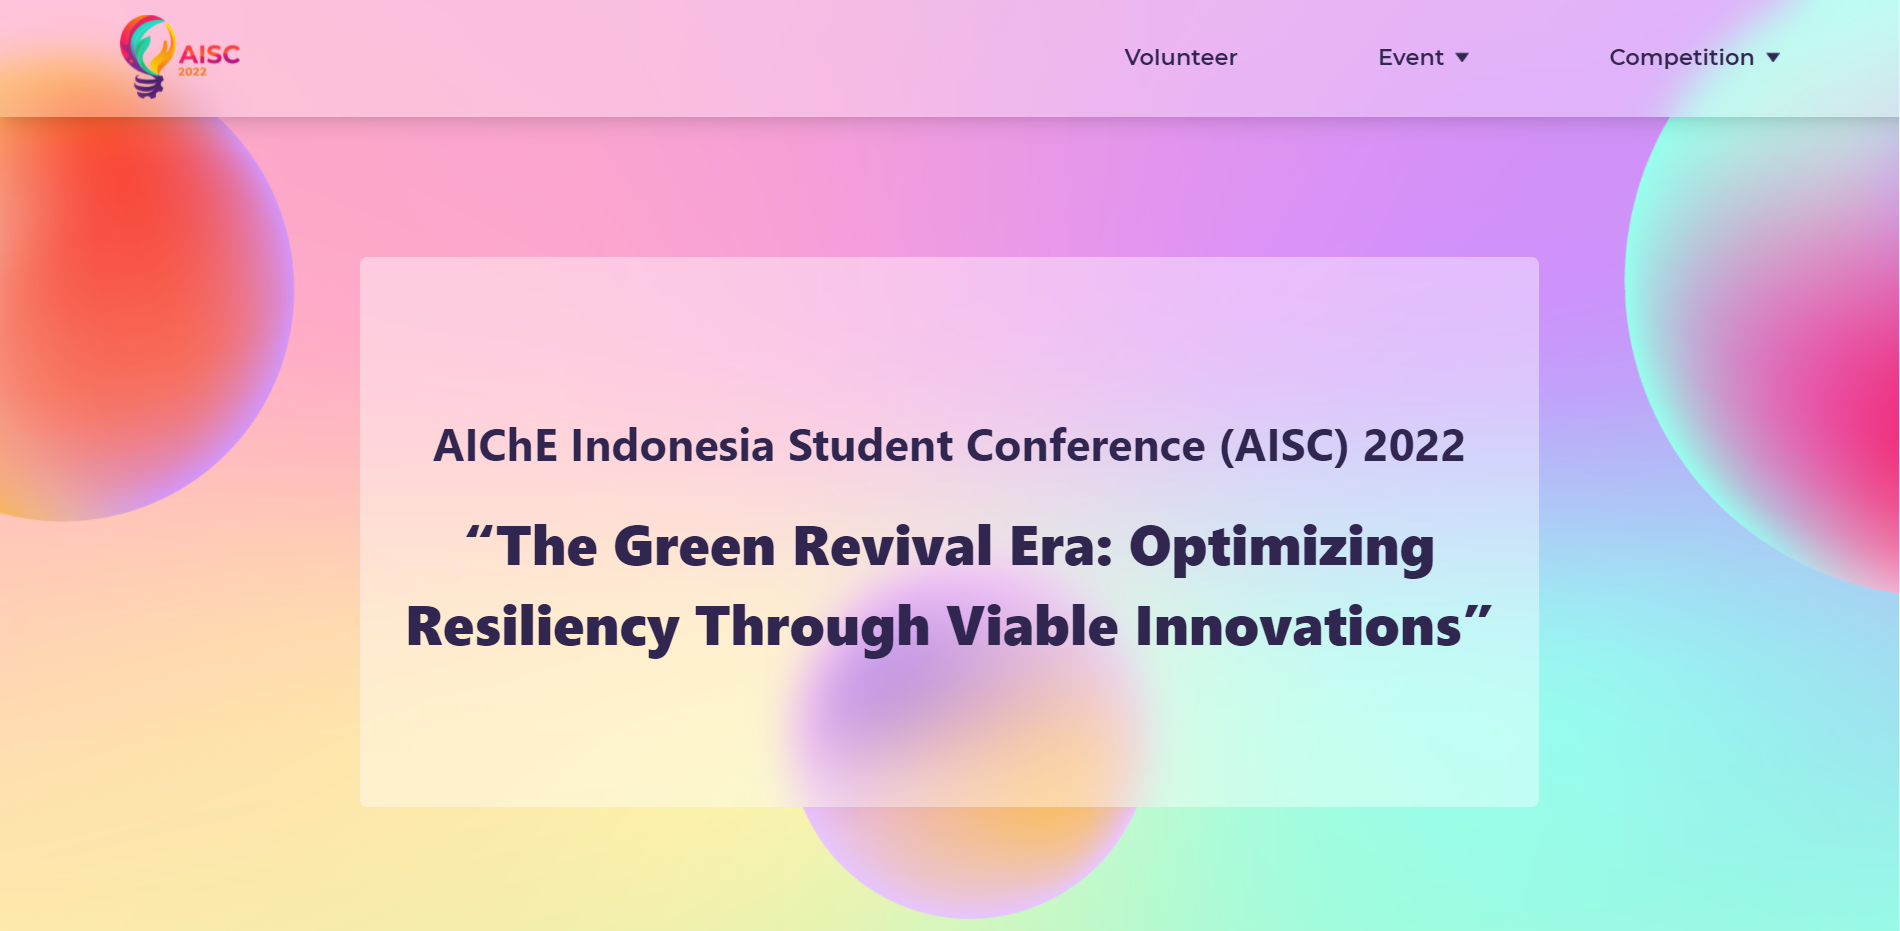 AISC
2022
Volunteer
Event
Competition
AIChE Indonesia Student Conference (AISC) 2022
“The Green Revival Era: Optimizing
Resiliency Through Viable Innovations”